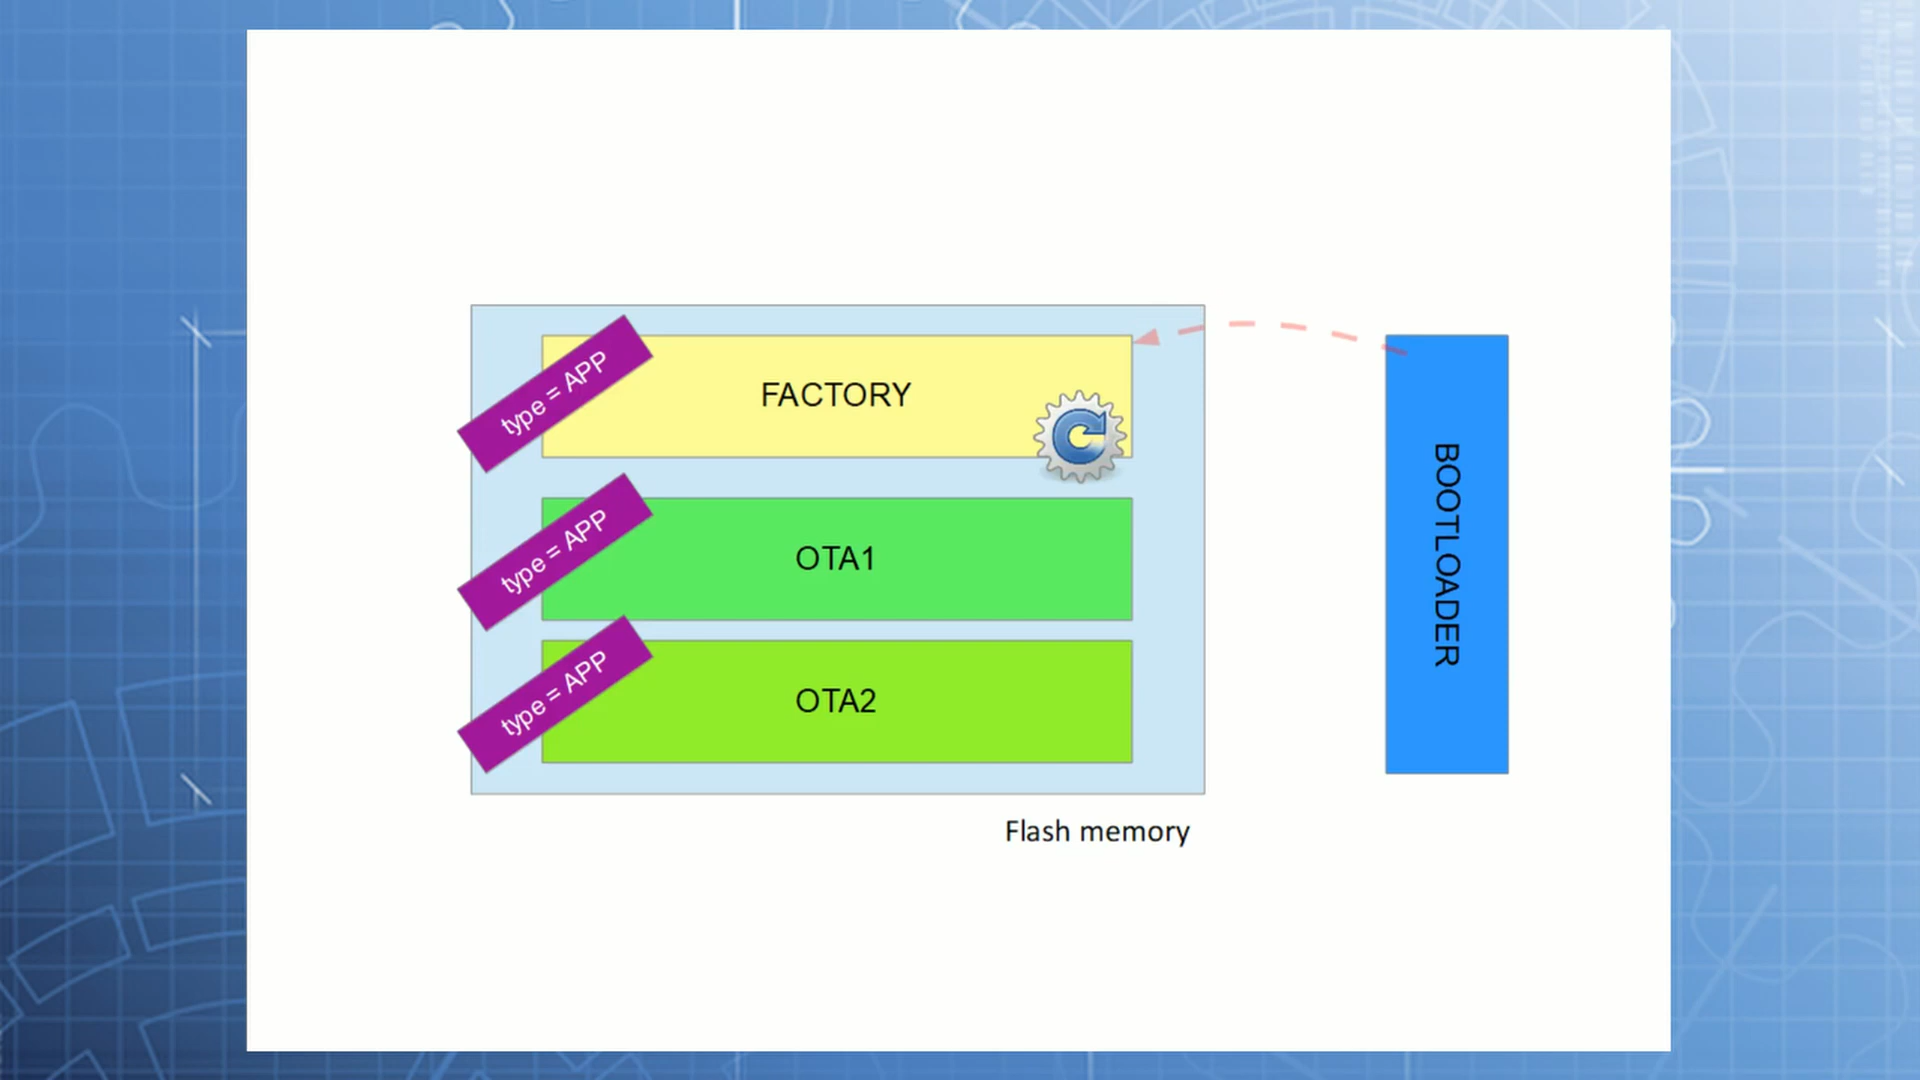 type = APP
FACTORY
type = APP
OTA1
type = APP
OTA2
BOOTLOADER
Flash memory